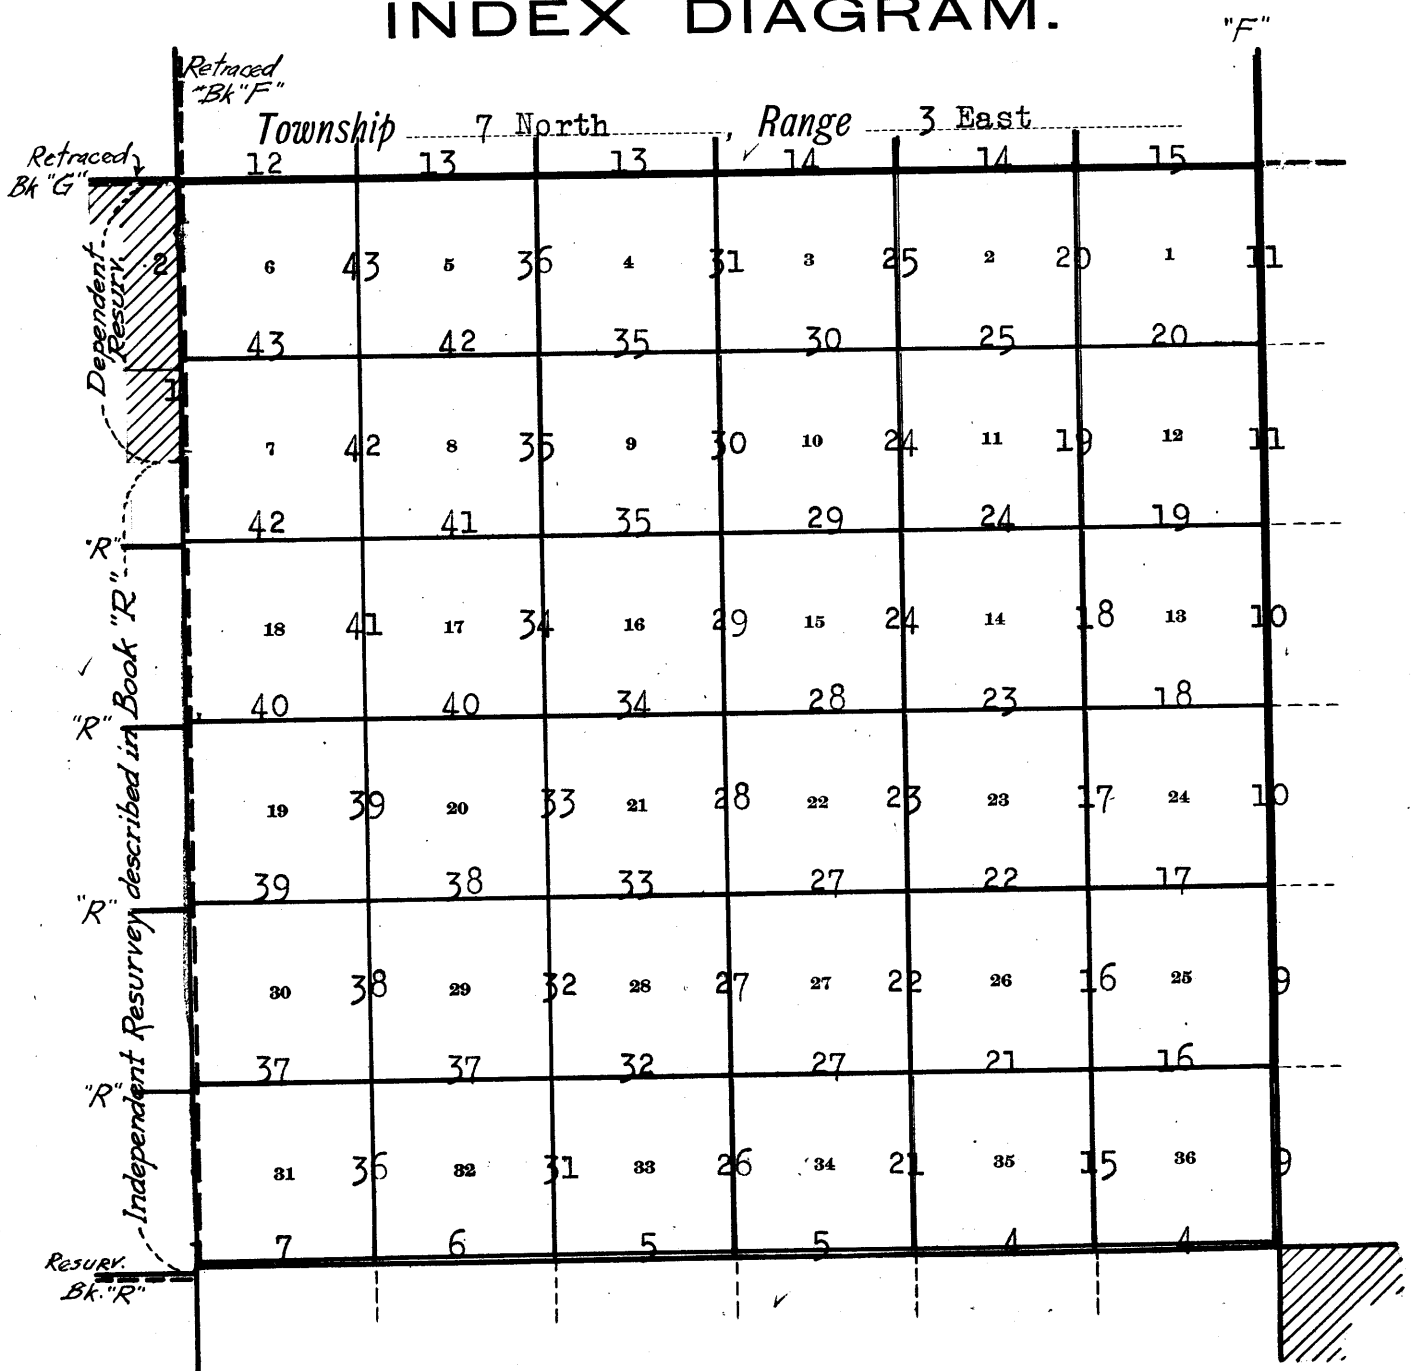 INDEX DIAGRAM.
"F"
Retraced
"Bk "F"
Township 7 North, Range 3 East
Retraced
Bk "G"
12 13 13 14 14 15
Dependent
Resurv.
2 6 43 5 36 4 31 3 25 2 20 1 11
43 42 35 30 25 20
1
7 42 8 35 9 30 10 24 11 19 12 11
42 41 35 29 24 19
"R"
18 41 17 34 16 29 15 24 14 18 13 10
40 40 34 28 23 18
"R"
Independent Resurvey described in Book "R"
19 39 20 33 21 28 22 23 23 17 24 10
39 38 33 27 22 17
"R"
30 38 29 32 28 27 27 22 26 16 25 9
37 37 32 27 21 16
"R"
31 36 32 31 33 26 34 21 35 15 36 9
7 6 5 5 4 4
Resurv.
Bk. "R"